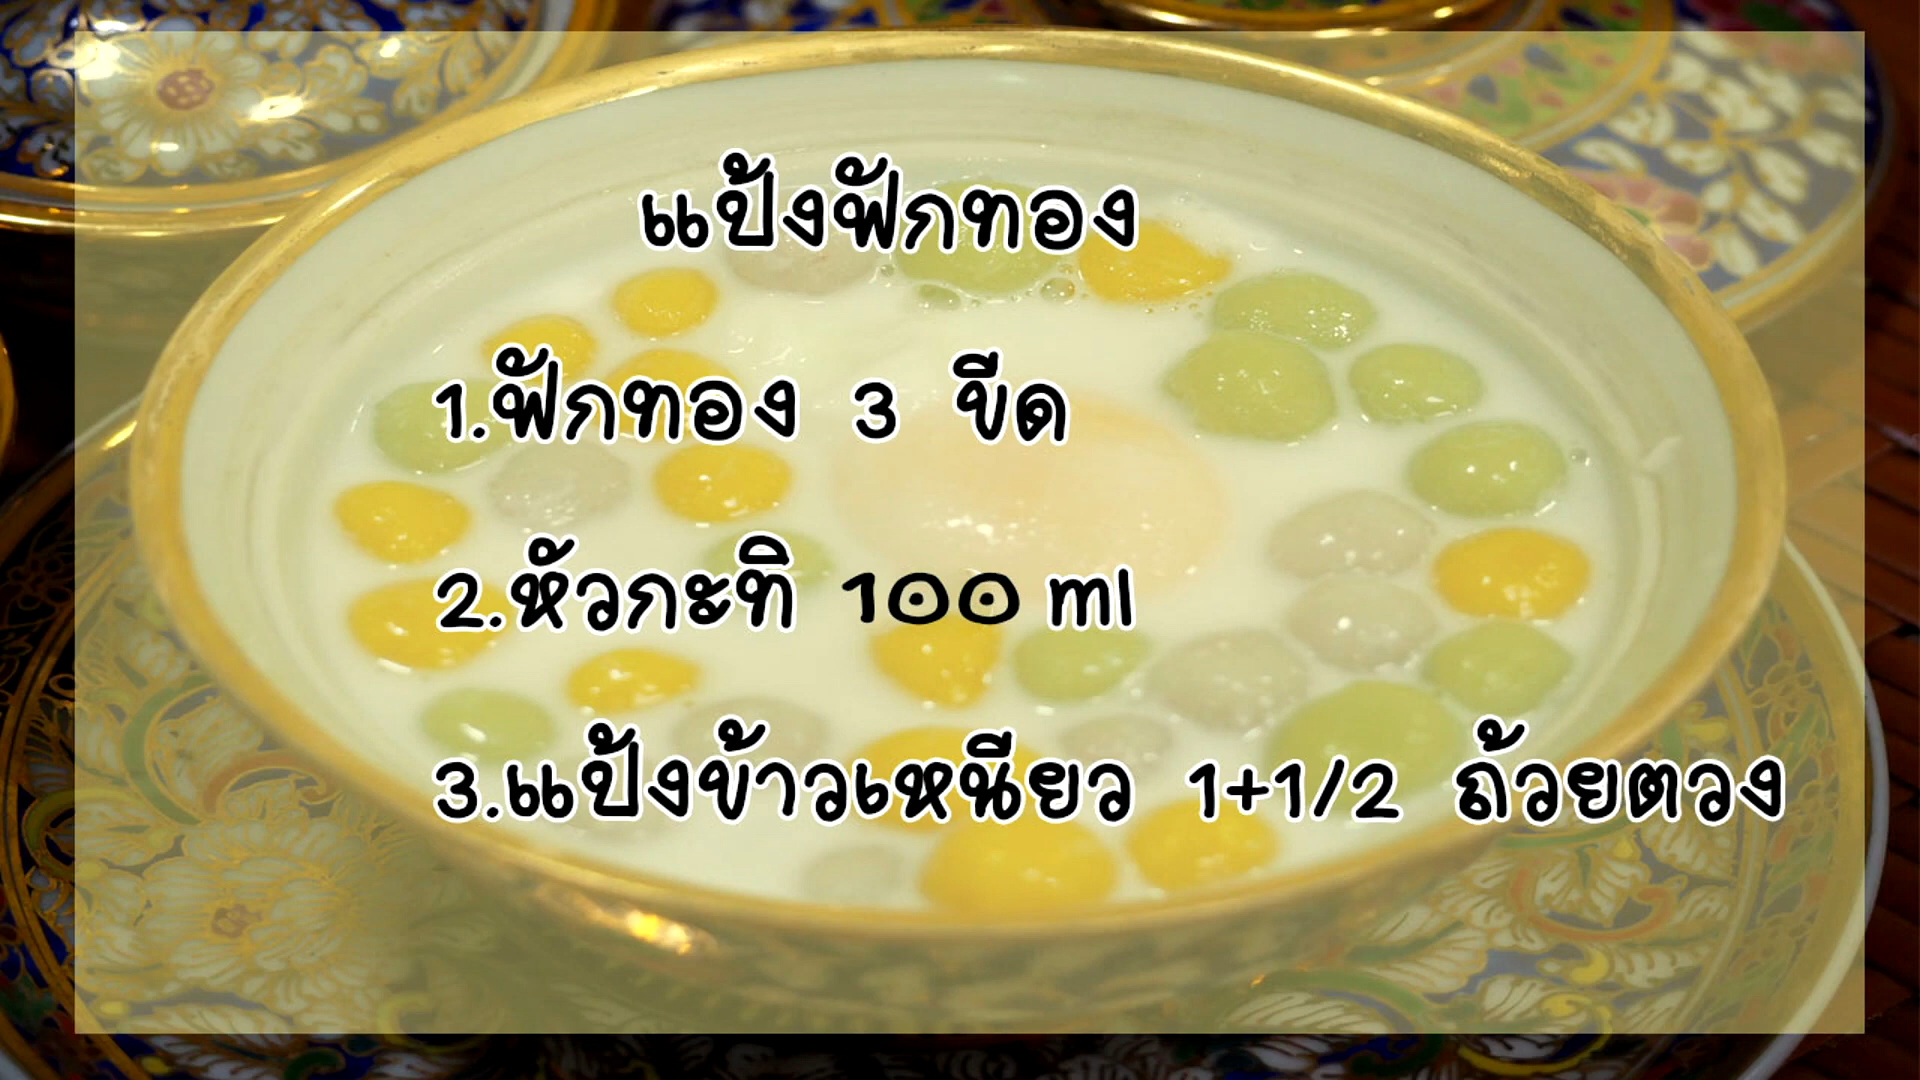 แป้งฟักทอง
1.ฟักทอง 3 ขีด
2.หัวกะทิ 100 ml
3.แป้งข้าวเหนียว 1+1/2 ถ้วยตวง